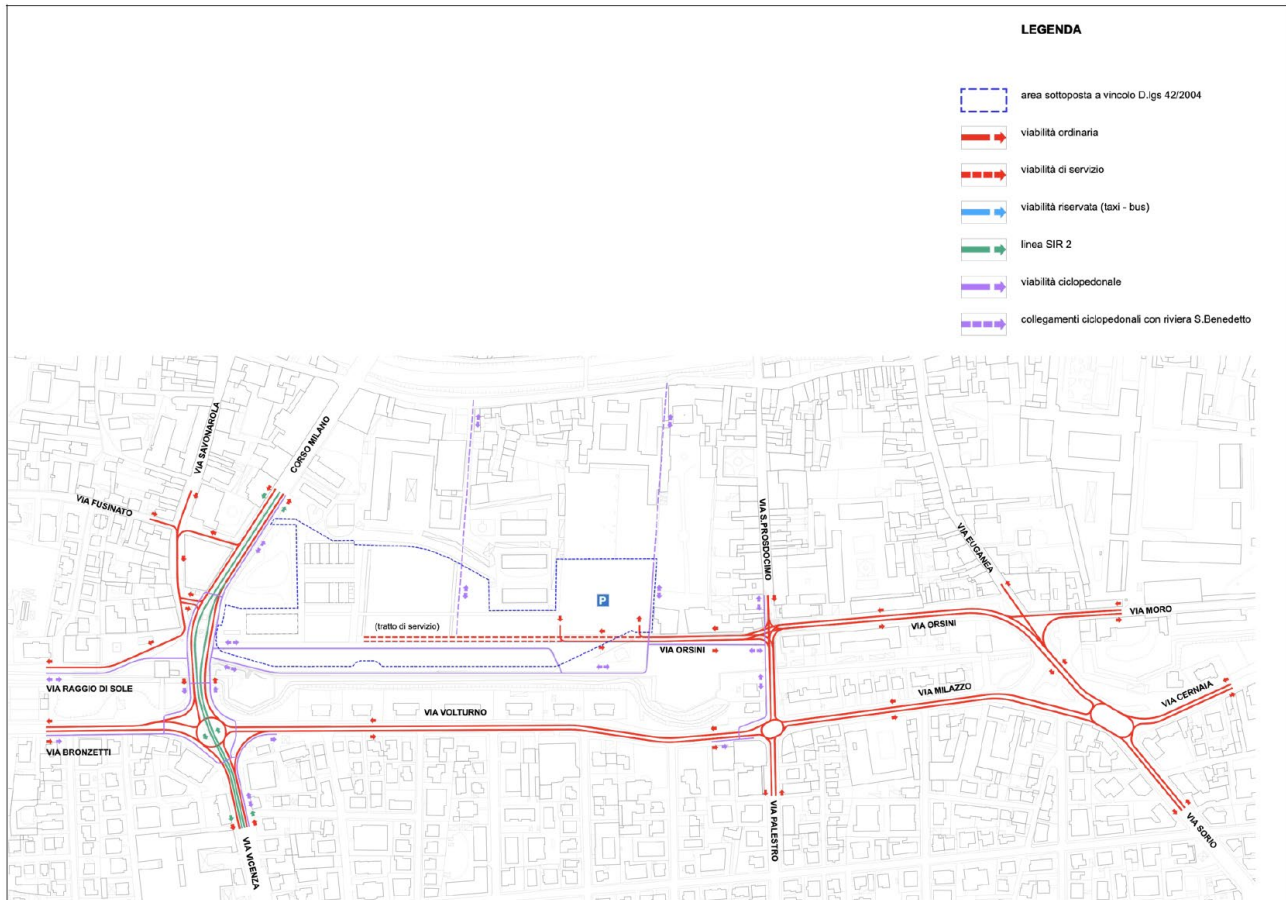 LEGENDA
area sottoposta a vincolo D.lgs 42/2004
viabilità ordinaria
viabilità di servizio
viabilità riservata (taxi - bus)
linea SIR 2
viabilità ciclopedonale
collegamenti ciclopedonali con riviera S.Benedetto
VIA SAVONAROLA
CORSO MILANO
VIA FUSINATO
VIA S.PROSDOCIMO
VIA EUGANEA
P
VIA MORO
(tratto di servizio)
VIA ORSINI
VIA ORSINI
VIA RAGGIO DI SOLE
VIA MILAZZO
VIA CERNAIA
VIA VOLTURNO
VIA BRONZETTI
VIA PALESTRO
VIA SORIO
VIA VICENZA